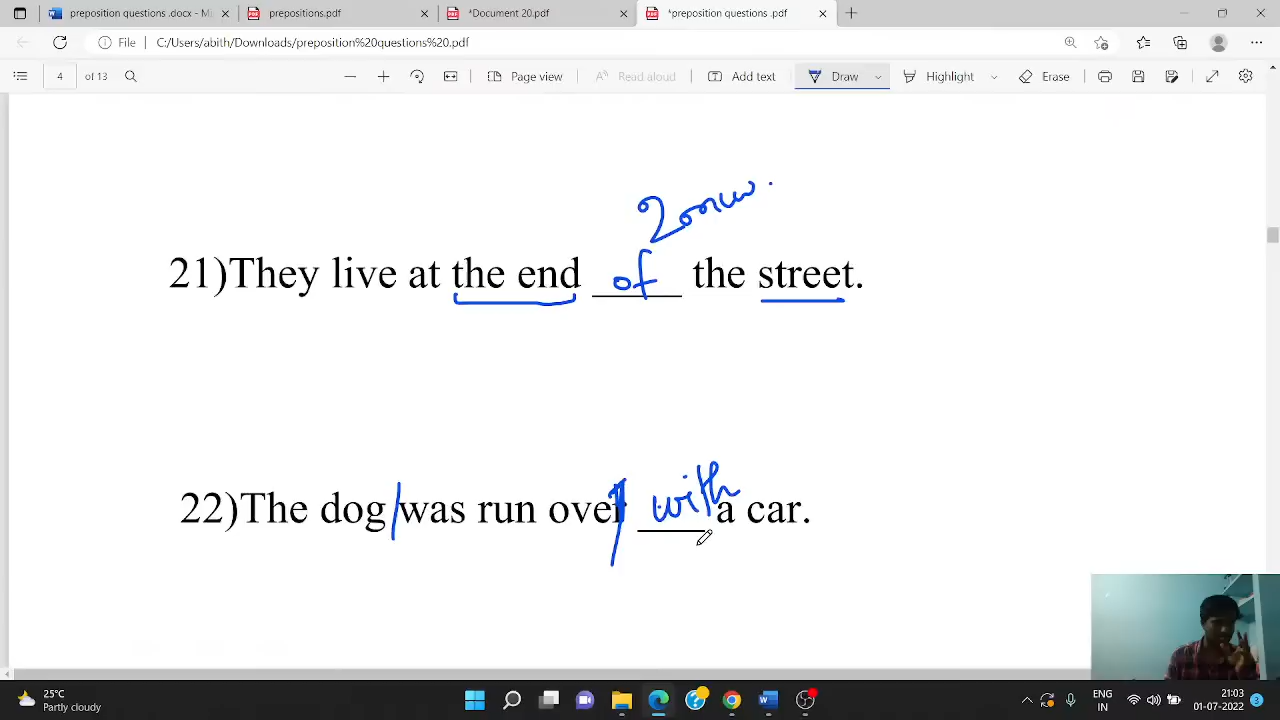 preposition questions .docx - Mi
prepositions.pdf
*Document 20.pdf
*preposition questions .pdf
File
C:/Users/abith/Downloads/preposition%20questions%20.pdf
4 of 13
Page view
Read aloud
Add text
Draw
Highlight
Erase
21)They live at the end of the street.
22)The dog was run over with a car.
25°C
Partly cloudy
ENG
IN
21:03
01-07-2022
3